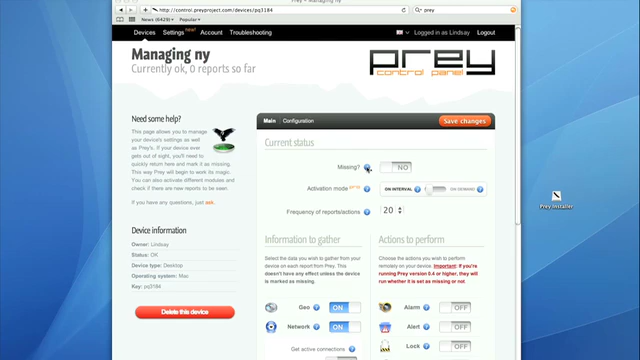 Prey – Managing ny
http://control.preyproject.com/devices/pq3184
prey
News (6429)
Popular
Devices
Settings
new!
Account
Troubleshooting
Logged in as Lindsay
Logout
Managing ny
Currently ok, 0 reports so far
prey
control panel
Need some help?
This page allows you to manage
your device's settings as well
as Prey's. If your device ever
gets out of sight, you'll need to
quickly return here and mark it as missing.
This way Prey will begin to work its magic.
You can also activate different modules and
check if there are new reports to be seen.
If you have any questions, just ask.
Device information
Owner: Lindsay
Status: OK
Device type: Desktop
Operating system: Mac
Key: pq3184
Delete this device
Main
Configuration
Save changes
Current status
Missing?
NO
Activation mode
ON INTERVAL
ON DEMAND
Frequency of reports/actions
20
Information to gather
Select the data you wish to gather from your
device on each report from Prey. This
doesn't have any effect unless the device
is marked as missing.
Geo
ON
Network
ON
Get active connections
Actions to perform
Choose the actions you wish to perform
remotely on your device. Important: If you're
running Prey version 0.4 or higher, they will
run whether it is set as missing or not
Alarm
OFF
Alert
OFF
Lock
OFF
Prey Installer